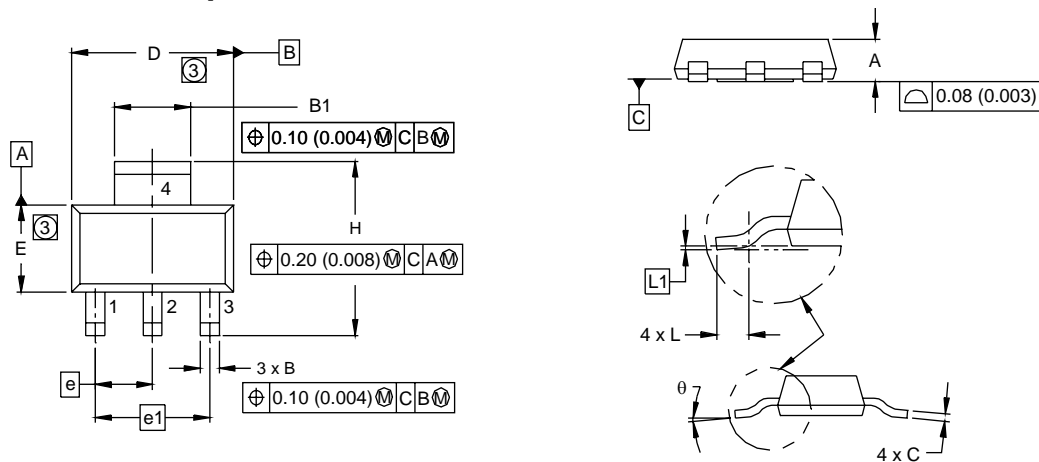 D
B
3
B1
⌖ 0.10 (0.004) Ⓜ C B Ⓜ
A
4
3
E
H
⌖ 0.20 (0.008) Ⓜ C A Ⓜ
1 2 3
e
3 x B
e1
⌖ 0.10 (0.004) Ⓜ C B Ⓜ
A
C
⌓ 0.08 (0.003)
L1
4 x L
θ
4 x C